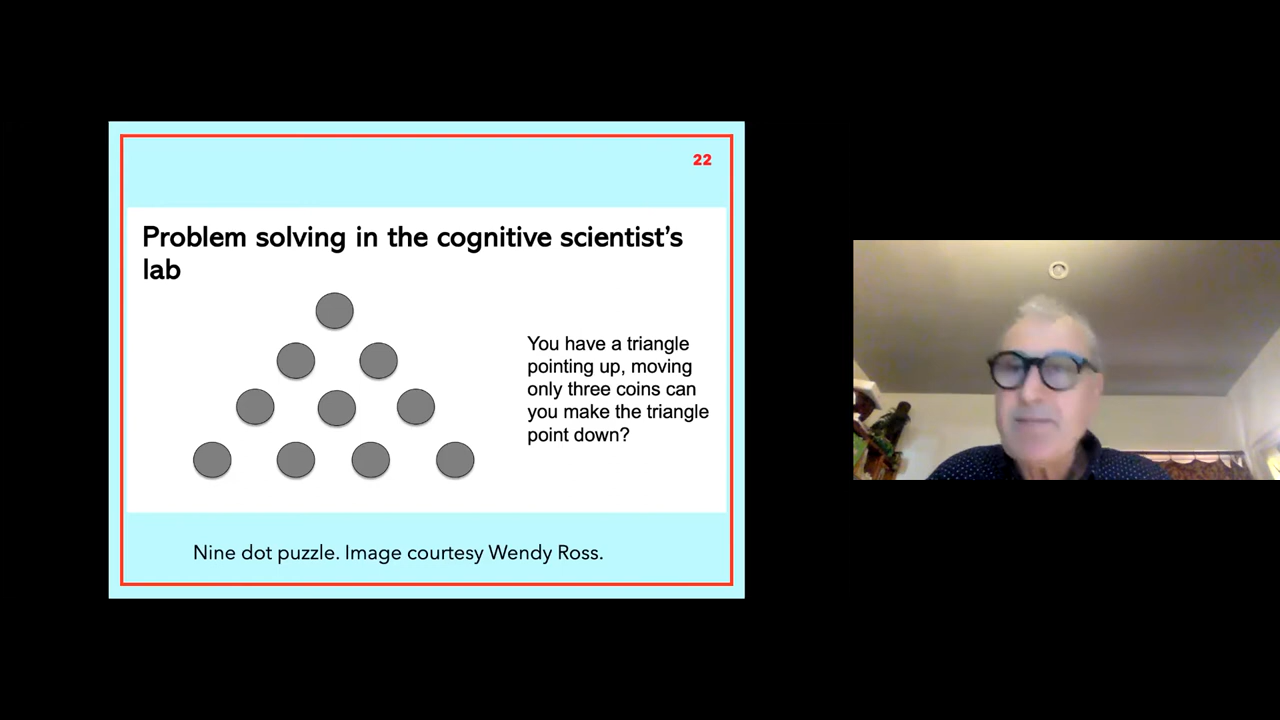 22
Problem solving in the cognitive scientist’s
lab
You have a triangle
pointing up, moving
only three coins can
you make the triangle
point down?
Nine dot puzzle. Image courtesy Wendy Ross.